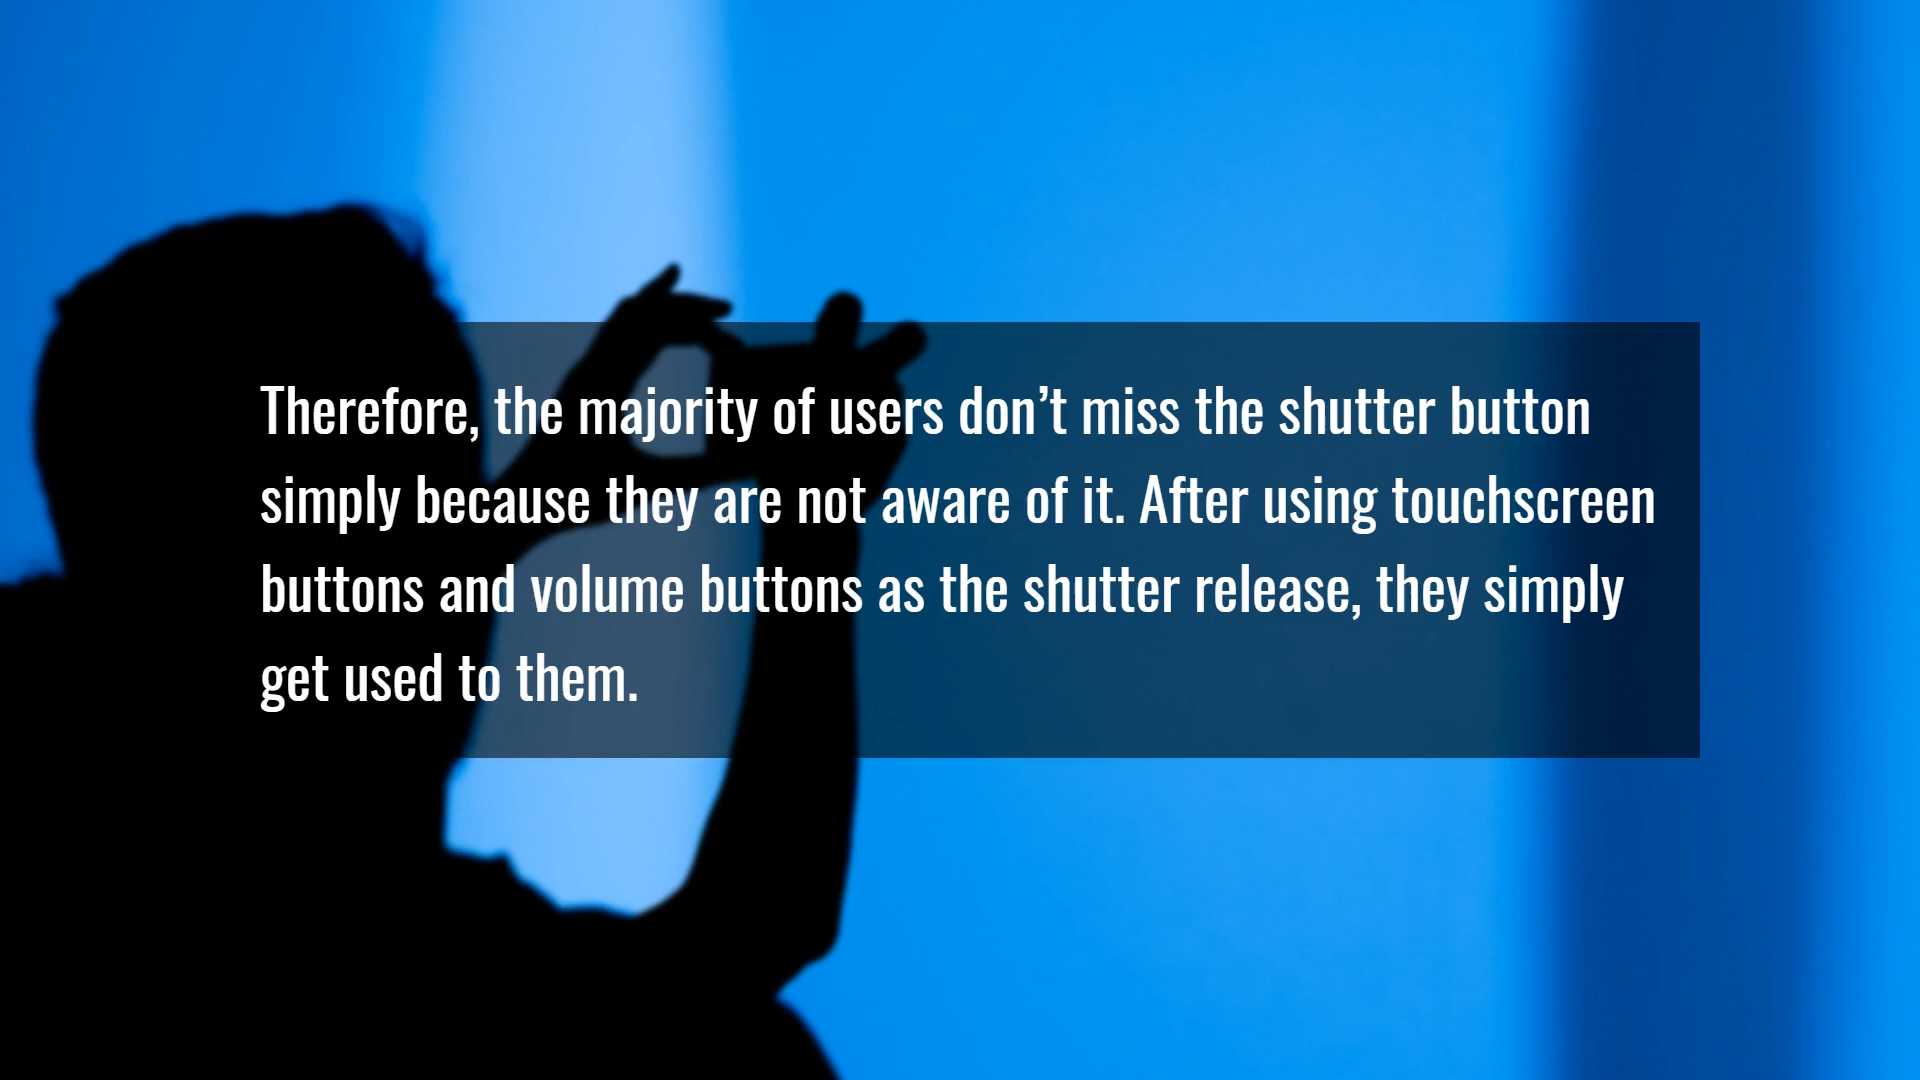 Therefore, the majority of users don’t miss the shutter button
simply because they are not aware of it. After using touchscreen
buttons and volume buttons as the shutter release, they simply
get used to them.